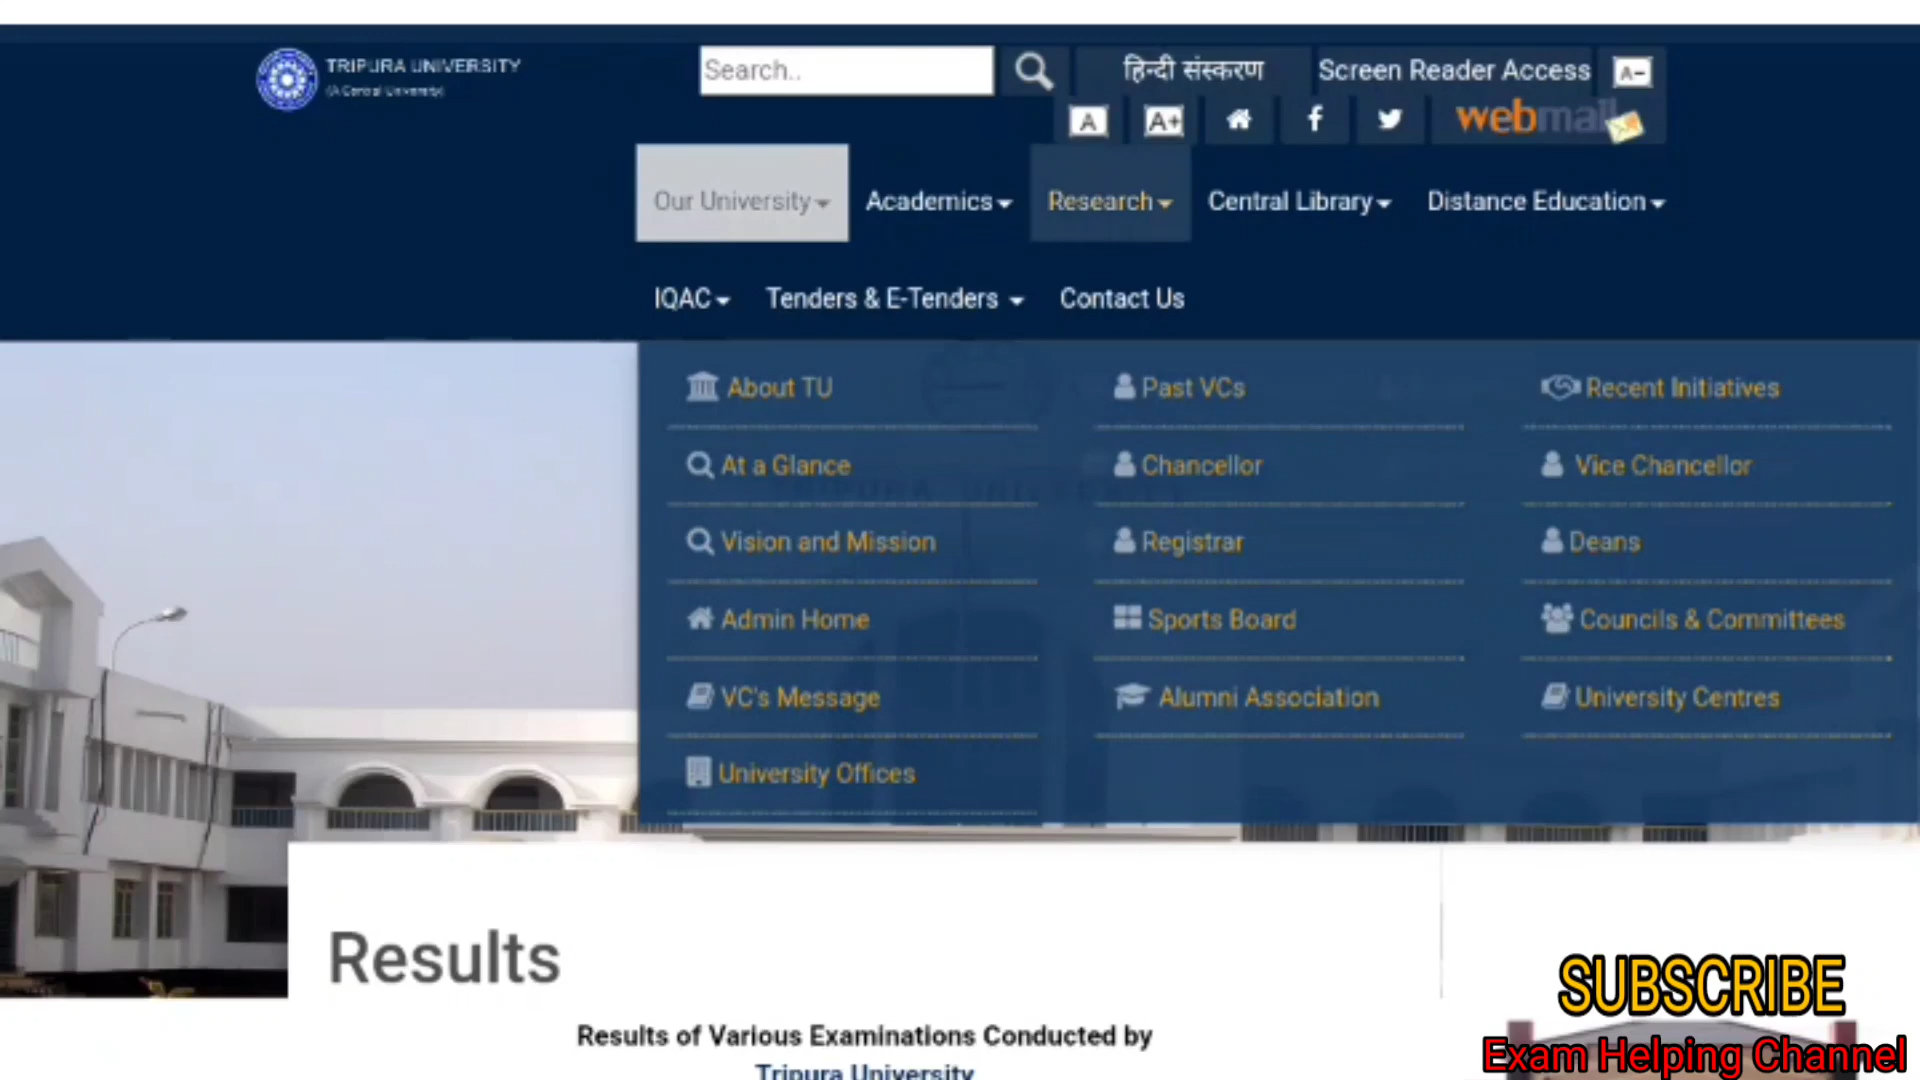 TRIPURA UNIVERSITY
(A Central University)
Search..
हिन्दी संस्करण
Screen Reader Access
A-
A
A+
webmail
Our University
Academics
Research
Central Library
Distance Education
IQAC
Tenders & E-Tenders
Contact Us
About TU
Past VCs
Recent Initiatives
At a Glance
Chancellor
Vice Chancellor
Vision and Mission
Registrar
Deans
Admin Home
Sports Board
Councils & Committees
VC's Message
Alumni Association
University Centres
University Offices
Results
Results of Various Examinations Conducted by
Tripura University
SUBSCRIBE
Exam Helping Channel